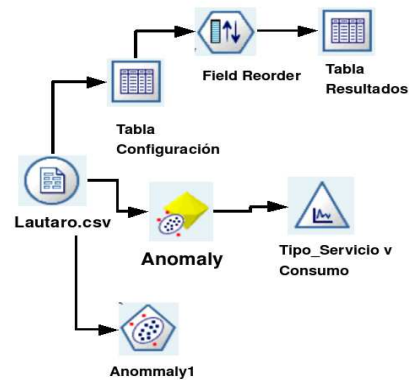 Field Reorder
Tabla
Resultados
Tabla
Configuración
Lautaro.csv
Anomaly
Tipo_Servicio v
Consumo
Anommaly1